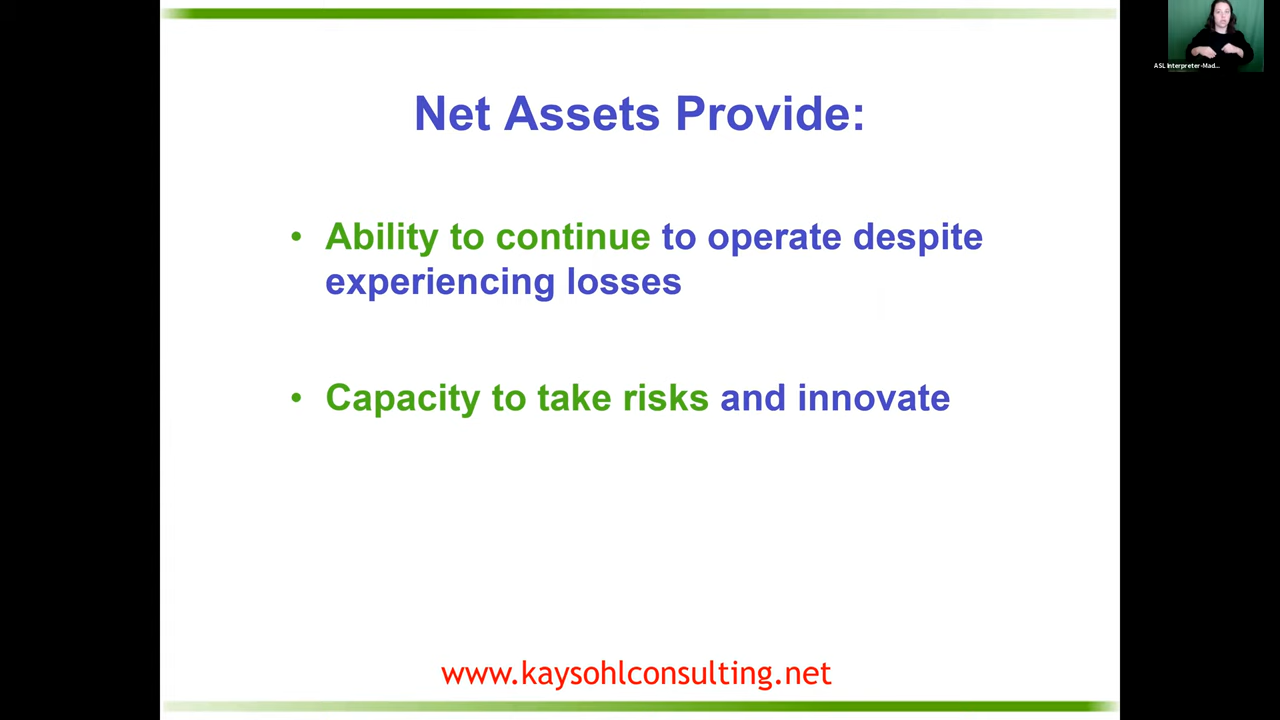 ASL Interpreter-Mad...
Net Assets Provide:
• Ability to continue to operate despite
experiencing losses
• Capacity to take risks and innovate
www.kaysohlconsulting.net